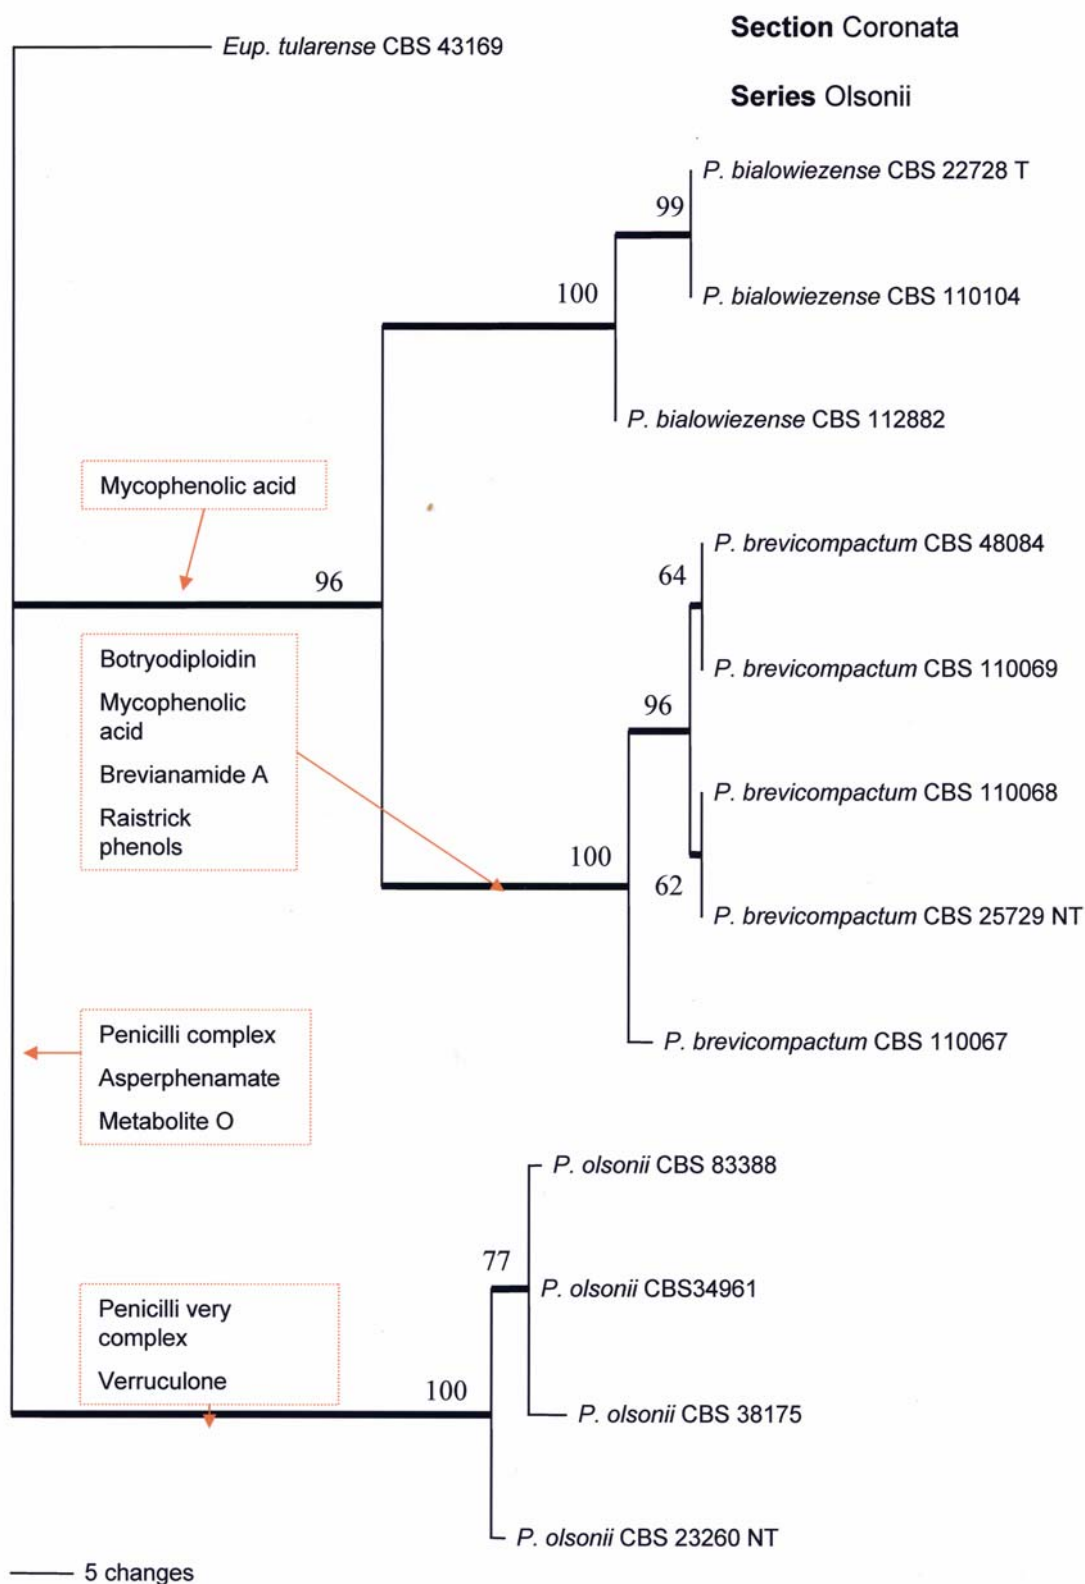 Section Coronata
Eup. tularense CBS 43169
Series Olsonii
P. bialowiezense CBS 22728 T
99
100
P. bialowiezense CBS 110104
P. bialowiezense CBS 112882
Mycophenolic acid
P. brevicompactum CBS 48084
64
96
Botryodiploidin
Mycophenolic
acid
Brevianamide A
Raistrick
phenols
P. brevicompactum CBS 110069
96
P. brevicompactum CBS 110068
100
62
P. brevicompactum CBS 25729 NT
Penicilli complex
Asperphenamate
Metabolite O
P. brevicompactum CBS 110067
P. olsonii CBS 83388
77
P. olsonii CBS34961
Penicilli very
complex
Verruculone
100
P. olsonii CBS 38175
P. olsonii CBS 23260 NT
5 changes